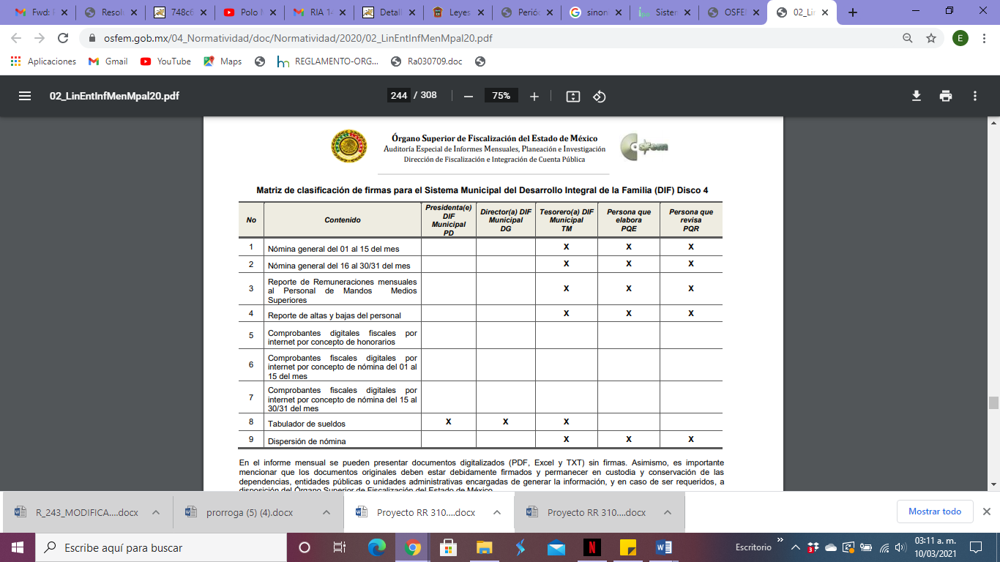 Fwd: F
Resolu
748c6
Polo M
RIA 14
Detall
Leyes
Perióc
sinon
Sister
OSFE
02_Lin
osfem.gob.mx/04_Normatividad/doc/Normatividad/2020/02_LinEntInfMenMpal20.pdf
E
Aplicaciones
Gmail
YouTube
Maps
REGLAMENTO-ORG...
Ra030709.doc
02_LinEntInfMenMpal20.pdf
244 / 308
75%
Órgano Superior de Fiscalización del Estado de México
Auditoría Especial de Informes Mensuales, Planeación e Investigación
Dirección de Fiscalización e Integración de Cuenta Pública
Osfem
Matriz de clasificación de firmas para el Sistema Municipal del Desarrollo Integral de la Familia (DIF) Disco 4
No
Contenido
Presidenta(e)
DIF
Municipal
PD
Director(a) DIF
Municipal
DG
Tesorero(a) DIF
Municipal
TM
Persona que
elabora
PQE
Persona que
revisa
PQR
1 Nómina general del 01 al 15 del mes X X X
2 Nómina general del 16 al 30/31 del mes X X X
3 Reporte de Remuneraciones mensuales
al Personal de Mandos Medios
Superiores X X X
4 Reporte de altas y bajas del personal X X X
5 Comprobantes digitales fiscales por
internet por concepto de honorarios
6 Comprobantes fiscales digitales por
internet por concepto de nómina del 01 al
15 del mes
7 Comprobantes fiscales digitales por
internet por concepto de nómina del 15 al
30/31 del mes
8 Tabulador de sueldos X X X
9 Dispersión de nómina X X X
En el informe mensual se pueden presentar documentos digitalizados (PDF, Excel y TXT) sin firmas. Asimismo, es importante
mencionar que los documentos originales deben estar debidamente firmados y permanecer en custodia y conservación de las
dependencias, entidades públicas o unidades administrativas encargadas de generar la información, y en caso de ser requeridos, a
disposición del Órgano Superior de Fiscalización del Estado de México
R_243_MODIFICA....docx
prorroga (5) (4).docx
Proyecto RR 310....docx
Proyecto RR 310....docx
Mostrar todo
Escribe aquí para buscar
Escritorio
03:11 a. m.
10/03/2021